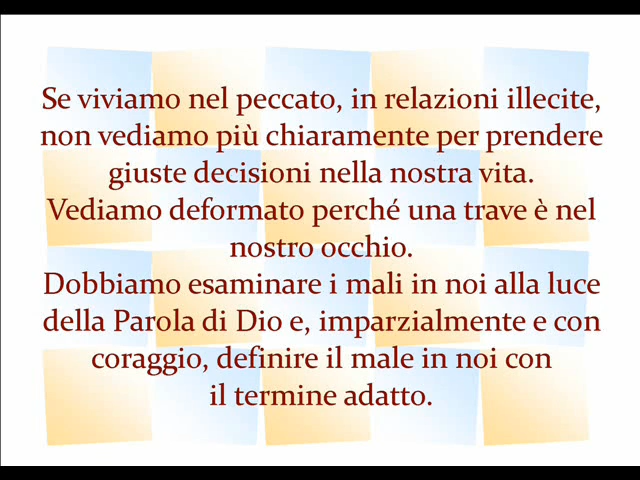 Se viviamo nel peccato, in relazioni illecite,
non vediamo più chiaramente per prendere
giuste decisioni nella nostra vita.
Vediamo deformato perché una trave è nel
nostro occhio.
Dobbiamo esaminare i mali in noi alla luce
della Parola di Dio e, imparzialmente e con
coraggio, definire il male in noi con
il termine adatto.